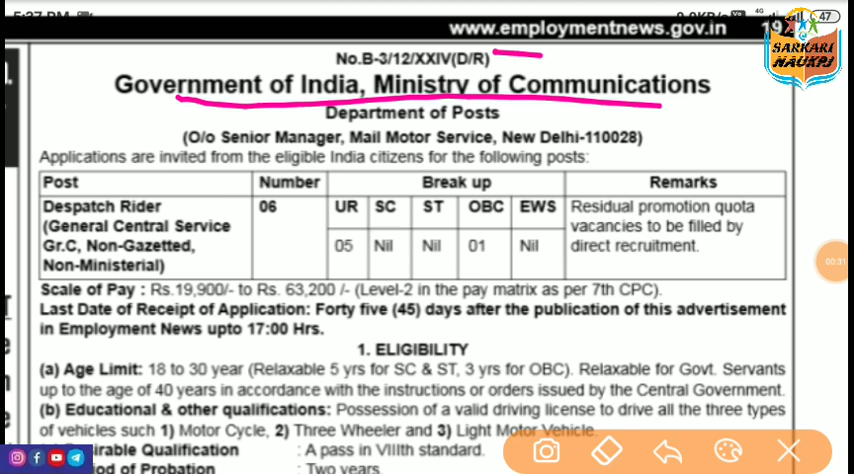 5:37 PM
4G
47
www.employmentnews.gov.in
SARKARI
NAUKRI
No.B-3/12/XXIV(D/R)
Government of India, Ministry of Communications
Department of Posts
(O/o Senior Manager, Mail Motor Service, New Delhi-110028)
Applications are invited from the eligible India citizens for the following posts:
Post Number Break up Remarks
Despatch Rider 06 UR SC ST OBC EWS Residual promotion quota
(General Central Service vacancies to be filled by
Gr.C, Non-Gazetted, 05 Nil Nil 01 Nil direct recruitment.
Non-Ministerial)
00:31
Scale of Pay : Rs.19,900/- to Rs. 63,200 /- (Level-2 in the pay matrix as per 7th CPC).
Last Date of Receipt of Application: Forty five (45) days after the publication of this advertisement
in Employment News upto 17:00 Hrs.
1. ELIGIBILITY
(a) Age Limit: 18 to 30 year (Relaxable 5 yrs for SC & ST, 3 yrs for OBC). Relaxable for Govt. Servants
up to the age of 40 years in accordance with the instructions or orders issued by the Central Government.
(b) Educational & other qualifications: Possession of a valid driving license to drive all the three types
of vehicles such 1) Motor Cycle, 2) Three Wheeler and 3) Light Motor Vehicle.
Qualification : A pass in VIIIth standard.
of Probation : Two years.